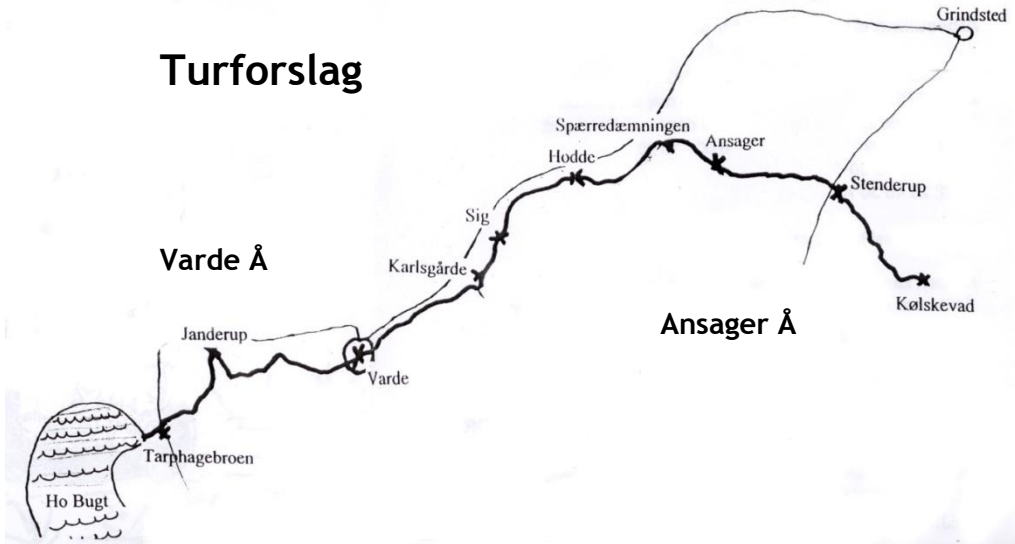 Grindsted
Turforslag
Spærredæmningen
Ansager
Hodde
Stenderup
Sig
Varde Å
Karlsgårde
Kølskevad
Ansager Å
Janderup
Varde
Tarphagebroen
Ho Bugt